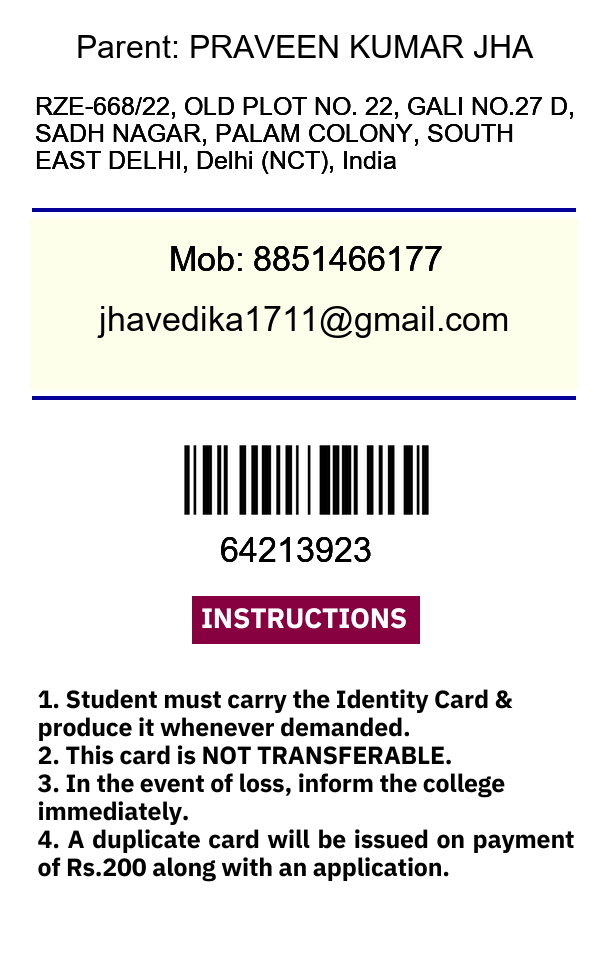 Parent: PRAVEEN KUMAR JHA
RZE-668/22, OLD PLOT NO. 22, GALI NO.27 D,
SADH NAGAR, PALAM COLONY, SOUTH
EAST DELHI, Delhi (NCT), India
Mob: 8851466177
jhavedika1711@gmail.com
64213923
INSTRUCTIONS
1. Student must carry the Identity Card &
produce it whenever demanded.
2. This card is NOT TRANSFERABLE.
3. In the event of loss, inform the college
immediately.
4. A duplicate card will be issued on payment
of Rs.200 along with an application.